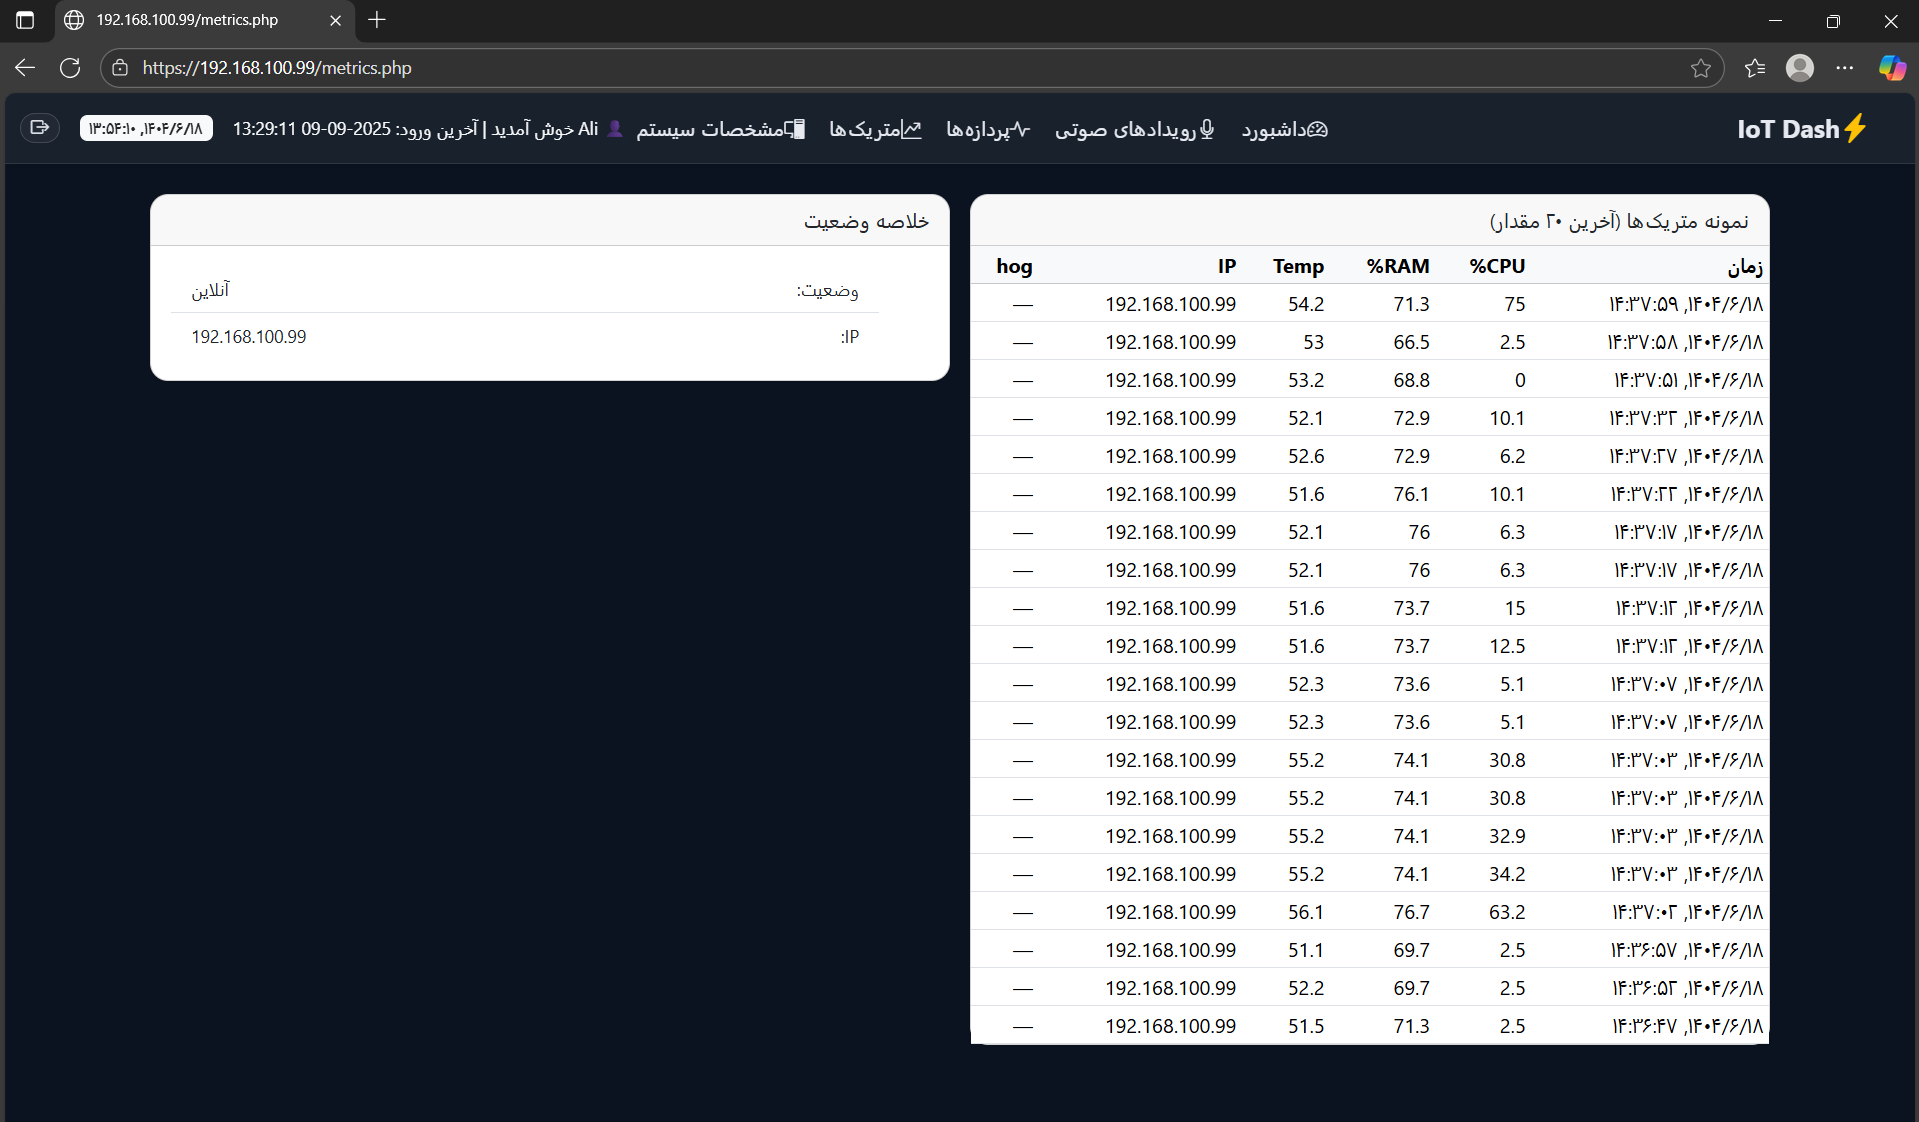 192.168.100.99/metrics.php
https://192.168.100.99/metrics.php
IoT Dash
داشبورد
رویدادهای صوتی
پردازه‌ها
متریک‌ها
مشخصات سیستم
Ali خوش آمدید | آخرین ورود: 2025-09-09 13:29:11
۱۴۰۴/۶/۱۸, ۱۳:۵۴:۱۰
نمونه متریک‌ها (آخرین ۲۰ مقدار)
زمان %CPU %RAM Temp IP hog
۱۴۰۴/۶/۱۸, ۱۴:۳۷:۵۹ 75 71.3 54.2 192.168.100.99 —
۱۴۰۴/۶/۱۸, ۱۴:۳۷:۵۸ 2.5 66.5 53 192.168.100.99 —
۱۴۰۴/۶/۱۸, ۱۴:۳۷:۵۱ 0 68.8 53.2 192.168.100.99 —
۱۴۰۴/۶/۱۸, ۱۴:۳۷:۳۲ 10.1 72.9 52.1 192.168.100.99 —
۱۴۰۴/۶/۱۸, ۱۴:۳۷:۲۷ 6.2 72.9 52.6 192.168.100.99 —
۱۴۰۴/۶/۱۸, ۱۴:۳۷:۲۲ 10.1 76.1 51.6 192.168.100.99 —
۱۴۰۴/۶/۱۸, ۱۴:۳۷:۱۷ 6.3 76 52.1 192.168.100.99 —
۱۴۰۴/۶/۱۸, ۱۴:۳۷:۱۷ 6.3 76 52.1 192.168.100.99 —
۱۴۰۴/۶/۱۸, ۱۴:۳۷:۱۲ 15 73.7 51.6 192.168.100.99 —
۱۴۰۴/۶/۱۸, ۱۴:۳۷:۱۲ 12.5 73.7 51.6 192.168.100.99 —
۱۴۰۴/۶/۱۸, ۱۴:۳۷:۰۷ 5.1 73.6 52.3 192.168.100.99 —
۱۴۰۴/۶/۱۸, ۱۴:۳۷:۰۷ 5.1 73.6 52.3 192.168.100.99 —
۱۴۰۴/۶/۱۸, ۱۴:۳۷:۰۳ 30.8 74.1 55.2 192.168.100.99 —
۱۴۰۴/۶/۱۸, ۱۴:۳۷:۰۳ 30.8 74.1 55.2 192.168.100.99 —
۱۴۰۴/۶/۱۸, ۱۴:۳۷:۰۳ 32.9 74.1 55.2 192.168.100.99 —
۱۴۰۴/۶/۱۸, ۱۴:۳۷:۰۳ 34.2 74.1 55.2 192.168.100.99 —
۱۴۰۴/۶/۱۸, ۱۴:۳۷:۰۲ 63.2 76.7 56.1 192.168.100.99 —
۱۴۰۴/۶/۱۸, ۱۴:۳۶:۵۷ 2.5 69.7 51.1 192.168.100.99 —
۱۴۰۴/۶/۱۸, ۱۴:۳۶:۵۲ 2.5 69.7 52.2 192.168.100.99 —
۱۴۰۴/۶/۱۸, ۱۴:۳۶:۴۷ 2.5 71.3 51.5 192.168.100.99 —
خلاصه وضعیت
وضعیت: آنلاین
IP: 192.168.100.99